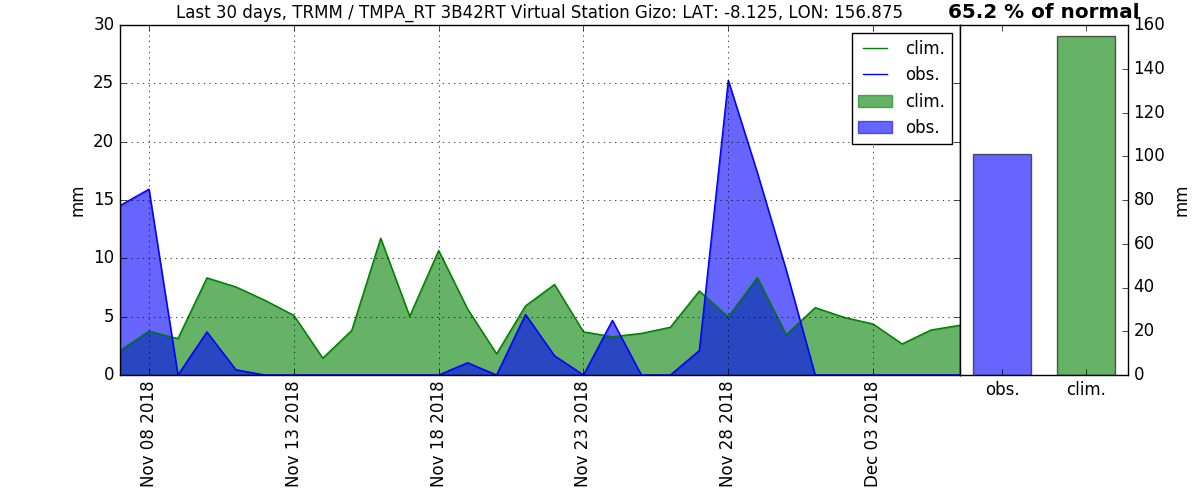 Last 30 days, TRMM / TMPA_RT 3B42RT Virtual Station Gizo: LAT: -8.125, LON: 156.875
65.2 % of normal
30
25
20
15
10
5
0
mm
clim.
obs.
clim.
obs.
Nov 08 2018
Nov 13 2018
Nov 18 2018
Nov 23 2018
Nov 28 2018
Dec 03 2018
160
140
120
100
80
60
40
20
0
mm
obs.
clim.